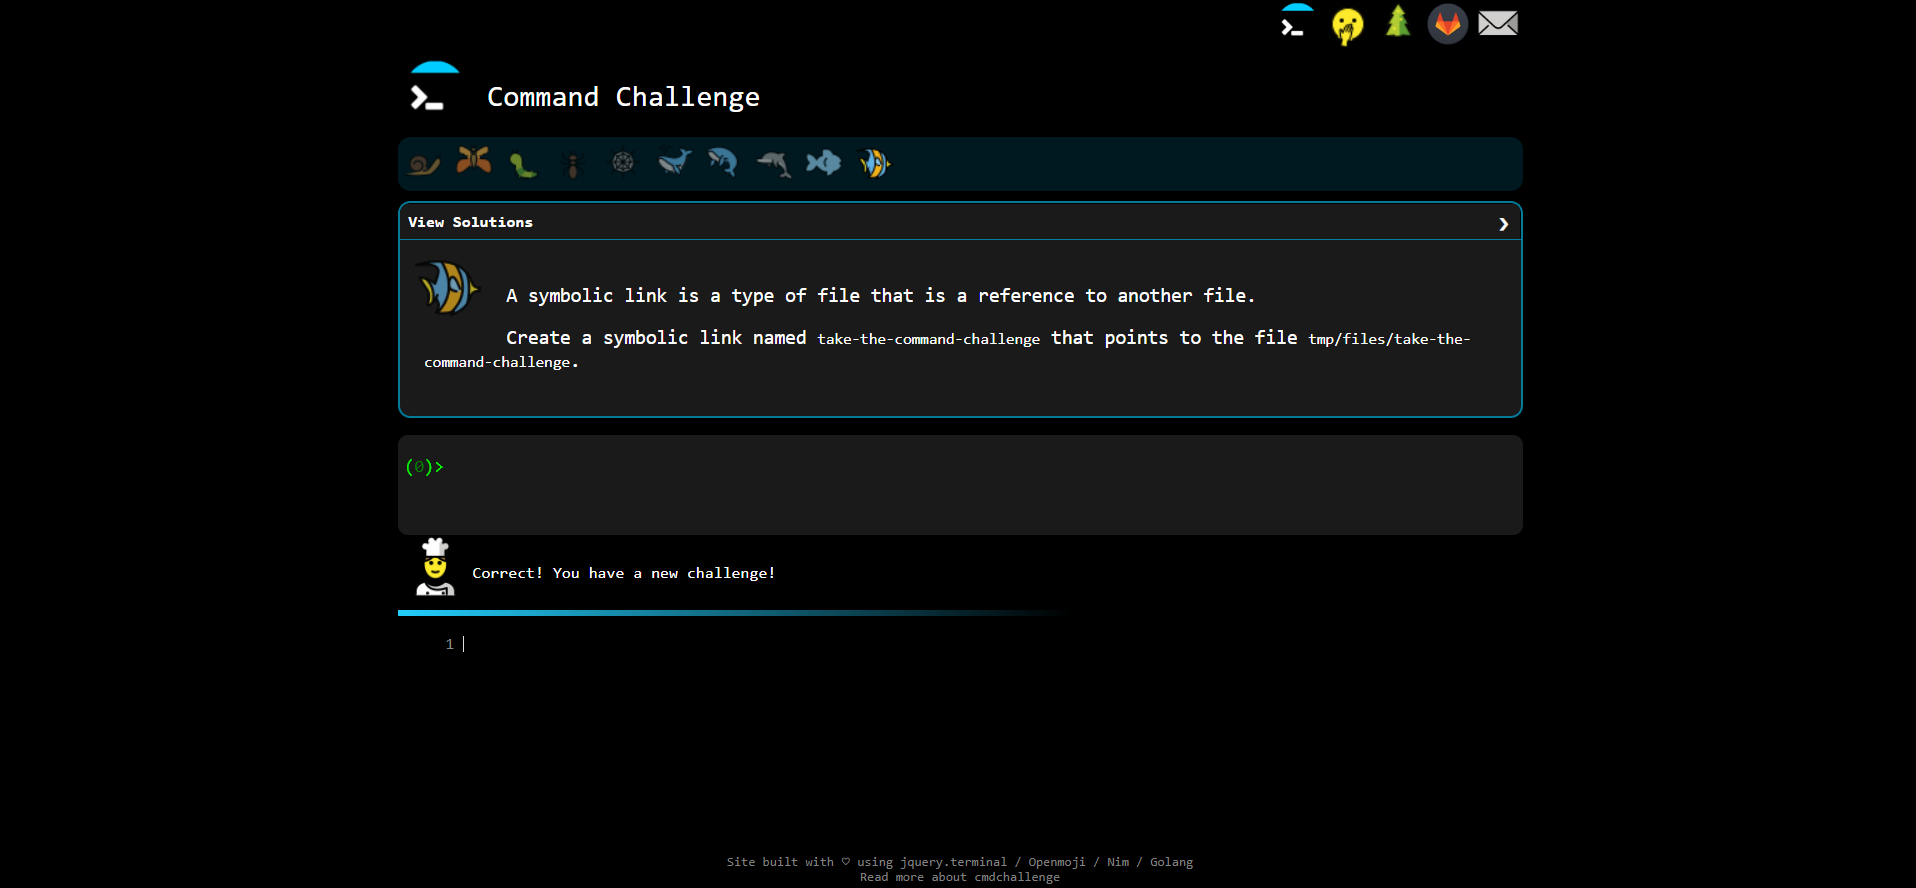 Command Challenge
View Solutions
A symbolic link is a type of file that is a reference to another file.
Create a symbolic link named take-the-command-challenge that points to the file tmp/files/take-the-
command-challenge.
(0)>
Correct! You have a new challenge!
1
Site built with ♡ using jquery.terminal / Openmoji / Nim / Golang
Read more about cmdchallenge